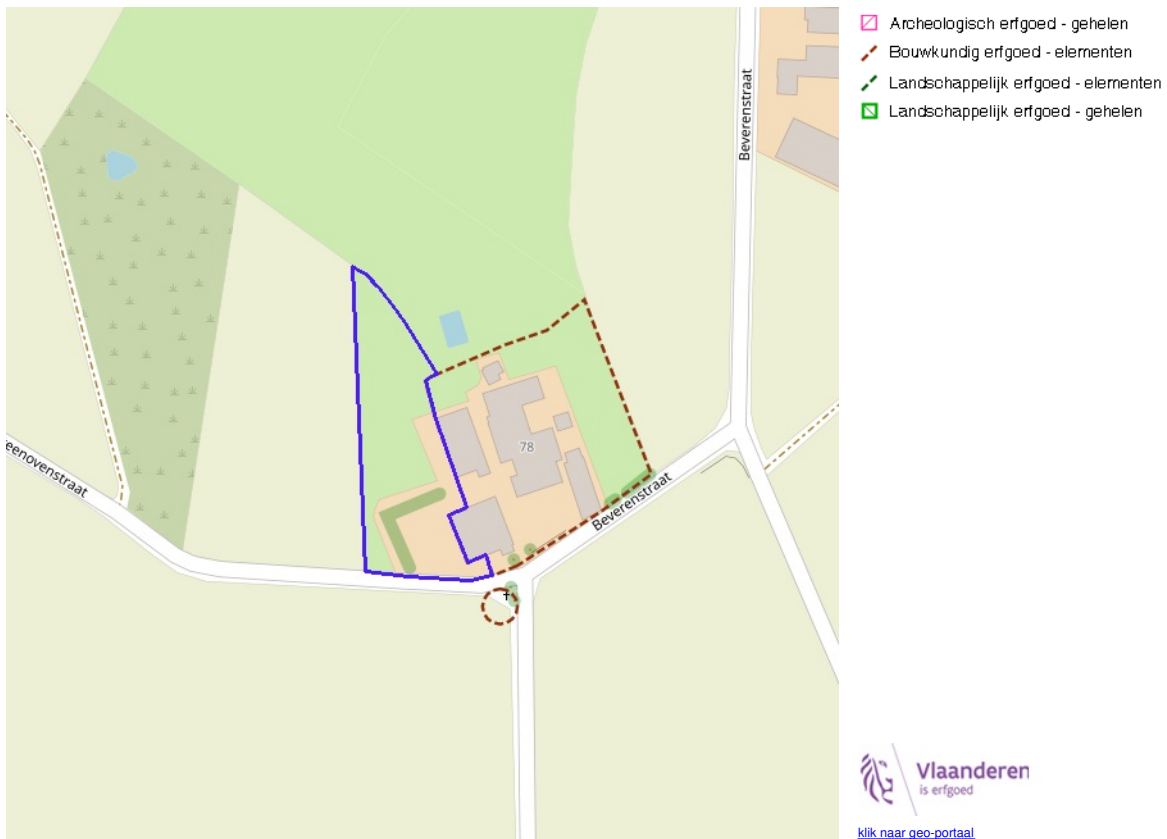 Archeologisch erfgoed - gehelen
Bouwkundig erfgoed - elementen
Landschappelijk erfgoed - elementen
Landschappelijk erfgoed - gehelen
Beverenstraat
78
eenovenstraat
Beverenstraat
Vlaanderen
is erfgoed
klik naar geo-portaal